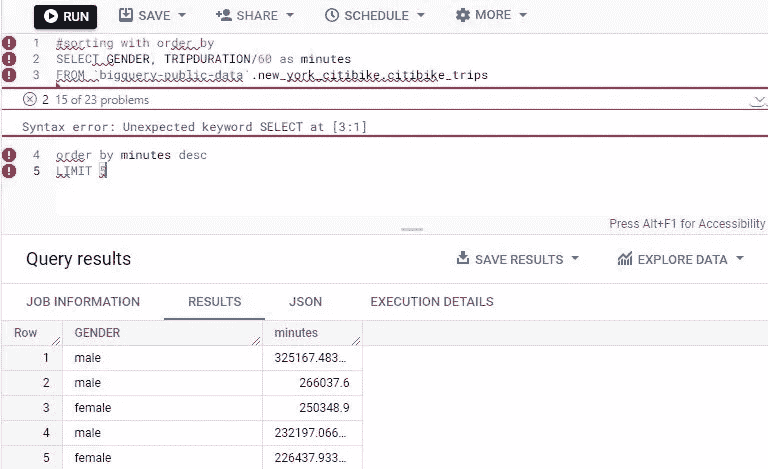 RUN SAVE SHARE SCHEDULE MORE
1 #sorting with order by
2 SELECT GENDER, TRIPDURATION/60 as minutes
3 FROM `bigquery-public-data`.new_york_citibike.citibike_trips
2 15 of 23 problems
Syntax error: Unexpected keyword SELECT at [3:1]
4 order by minutes desc
5 LIMIT 5
Press Alt+F1 for Accessibility
Query results SAVE RESULTS EXPLORE DATA
JOB INFORMATION RESULTS JSON EXECUTION DETAILS
Row GENDER minutes
1 male 325167.483...
2 male 266037.6
3 female 250348.9
4 male 232197.066...
5 female 226437.933...